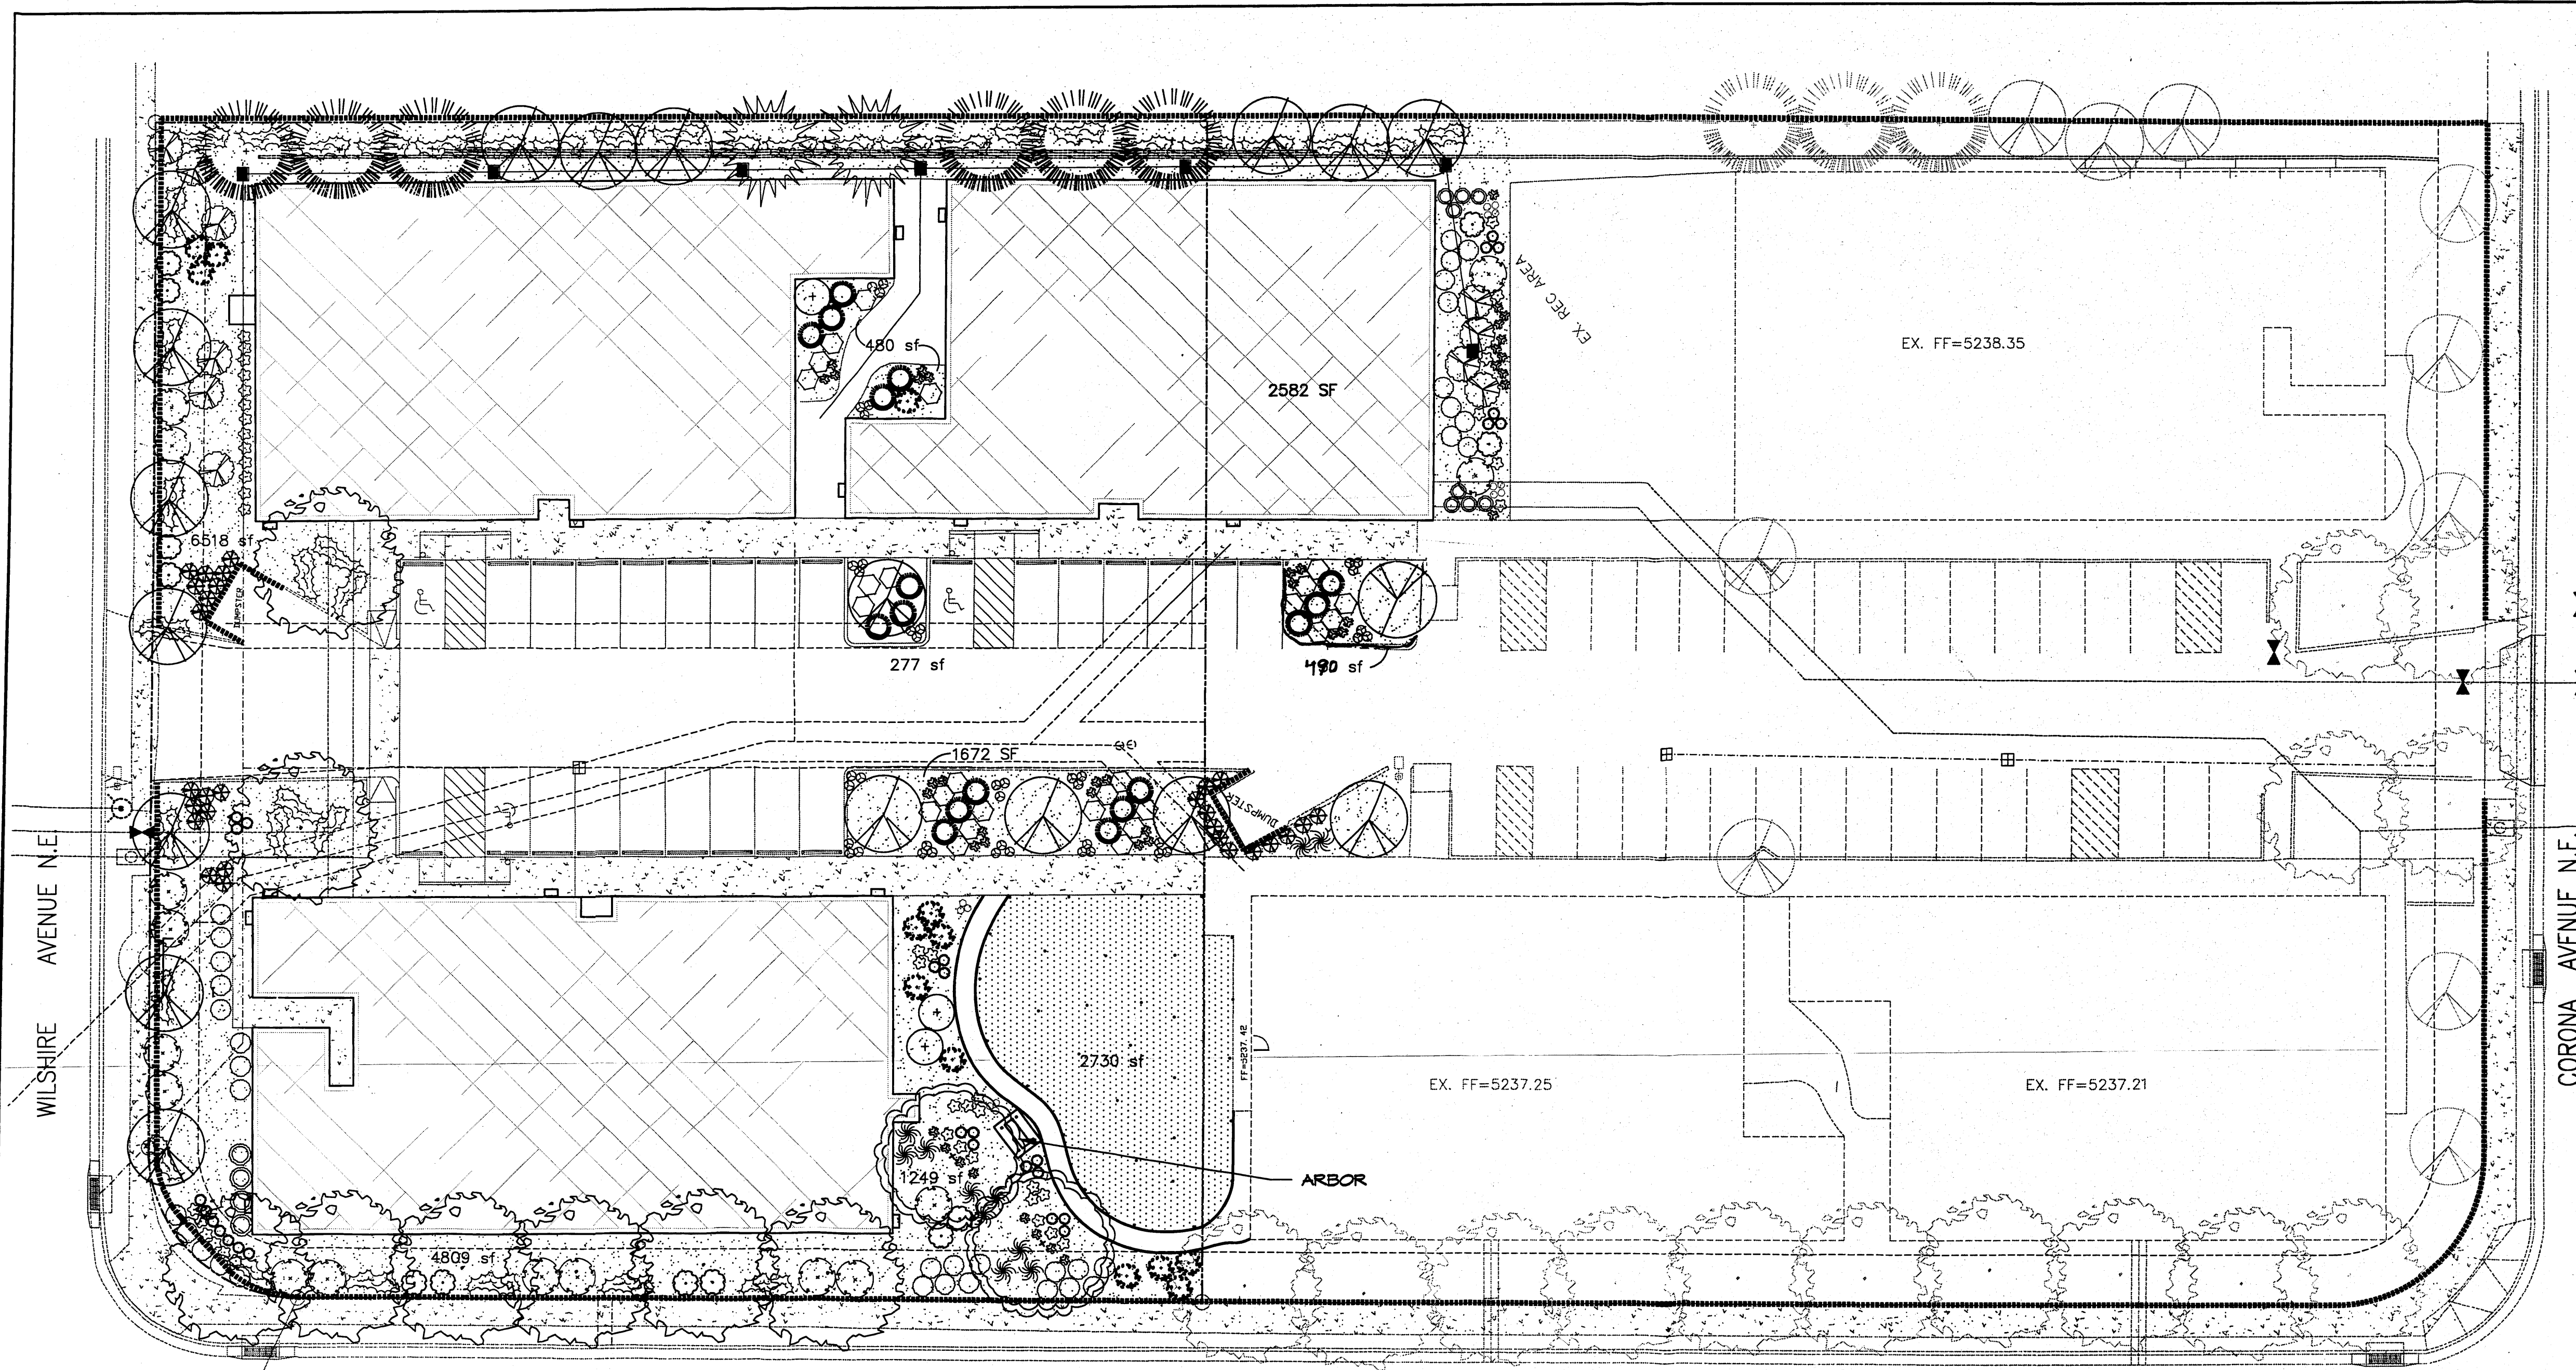 EX. REC AREA
480 sf
EX. FF=5238.35
2582 SF
6518 sf
DUMPSTER
277 sf
490 sf
1672 SF
DUMPSTER
WILSHIRE AVENUE N.E.
CORONA AVENUE N.E.
2730 sf
FF=5237.42
EX. FF=5237.25
EX. FF=5237.21
1249 sf
ARBOR
4809 sf